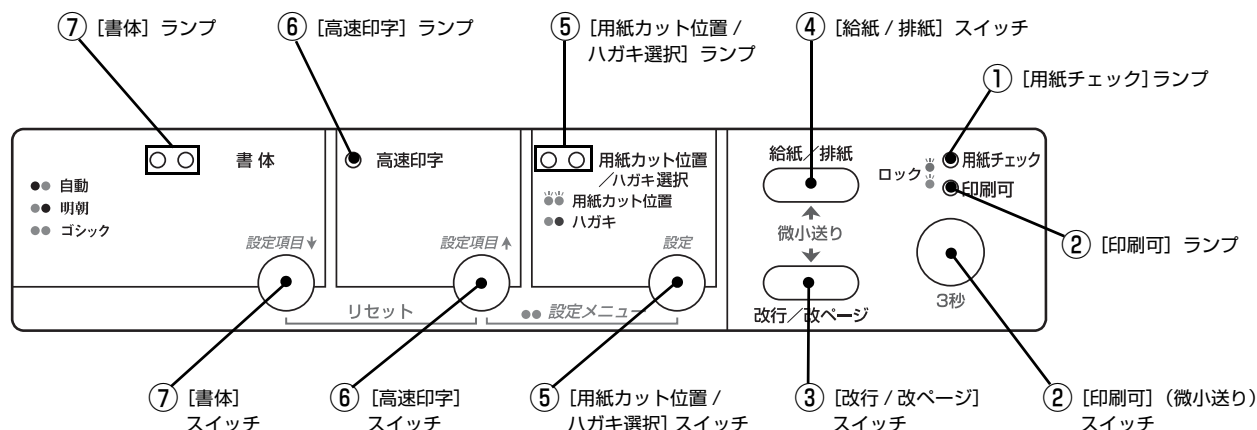 ⑦ [書体] ランプ
⑥ [高速印字] ランプ
⑤ [用紙カット位置 /
ハガキ選択] ランプ
④ [給紙 / 排紙] スイッチ
① [用紙チェック] ランプ
書体
自動
明朝
ゴシック
設定項目↓
高速印字
設定項目↑
用紙カット位置
／ハガキ選択
用紙カット位置
ハガキ
設定
リセット
設定メニュー
給紙／排紙
微小送り
改行／改ページ
ロック
用紙チェック
印刷可
3秒
② [印刷可] ランプ
⑦ [書体]
スイッチ
⑥ [高速印字]
スイッチ
⑤ [用紙カット位置 /
ハガキ選択] スイッチ
③ [改行 / 改ページ]
スイッチ
② [印刷可] (微小送り)
スイッチ